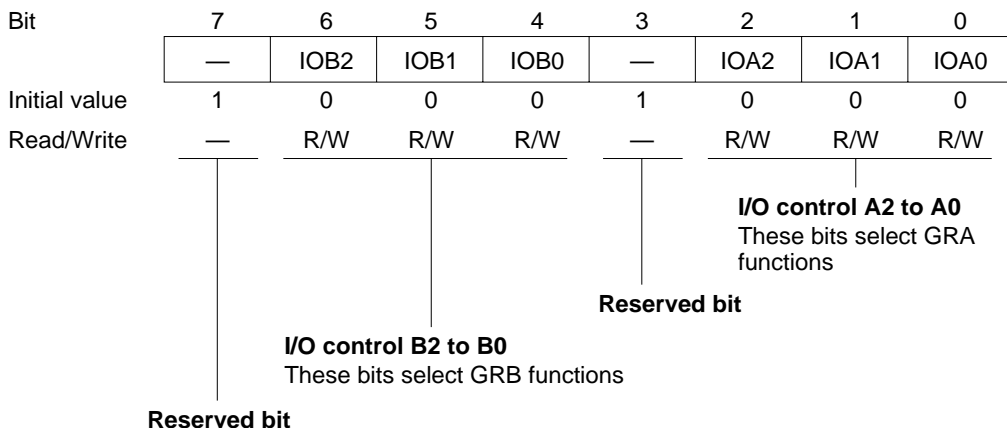 Bit 7 6 5 4 3 2 1 0
— IOB2 IOB1 IOB0 — IOA2 IOA1 IOA0
Initial value 1 0 0 0 1 0 0 0
Read/Write — R/W R/W R/W — R/W R/W R/W
I/O control A2 to A0
These bits select GRA
functions
Reserved bit
I/O control B2 to B0
These bits select GRB functions
Reserved bit